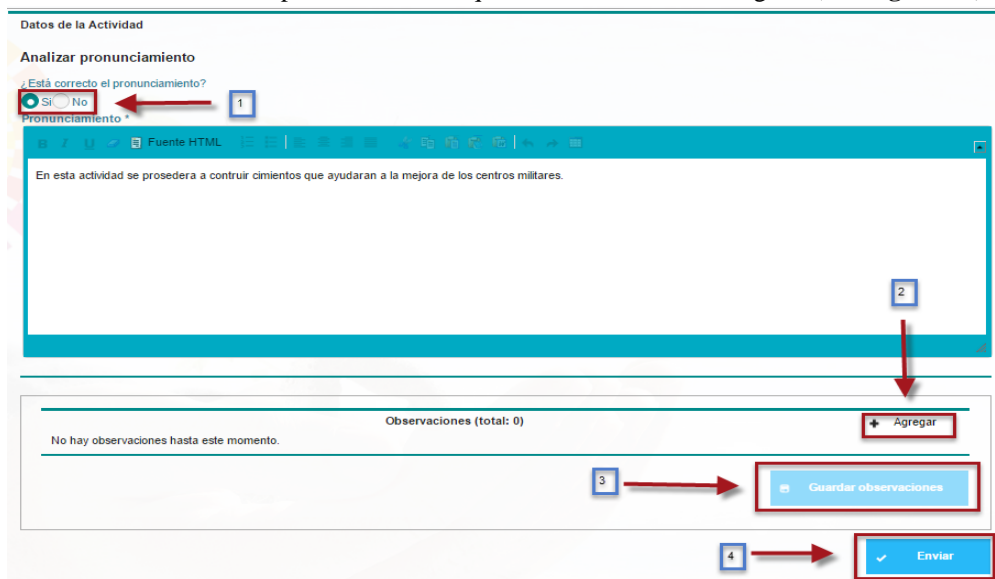 Datos de la Actividad
Analizar pronunciamiento
¿Está correcto el pronunciamiento?
Si No
1
Pronunciamiento *
B I U Fuente HTML
En esta actividad se prosedera a contruir cimientos que ayudaran a la mejora de los centros militares.
2
Observaciones (total: 0)
Agregar
No hay observaciones hasta este momento.
3
Guardar observaciones
4
Enviar